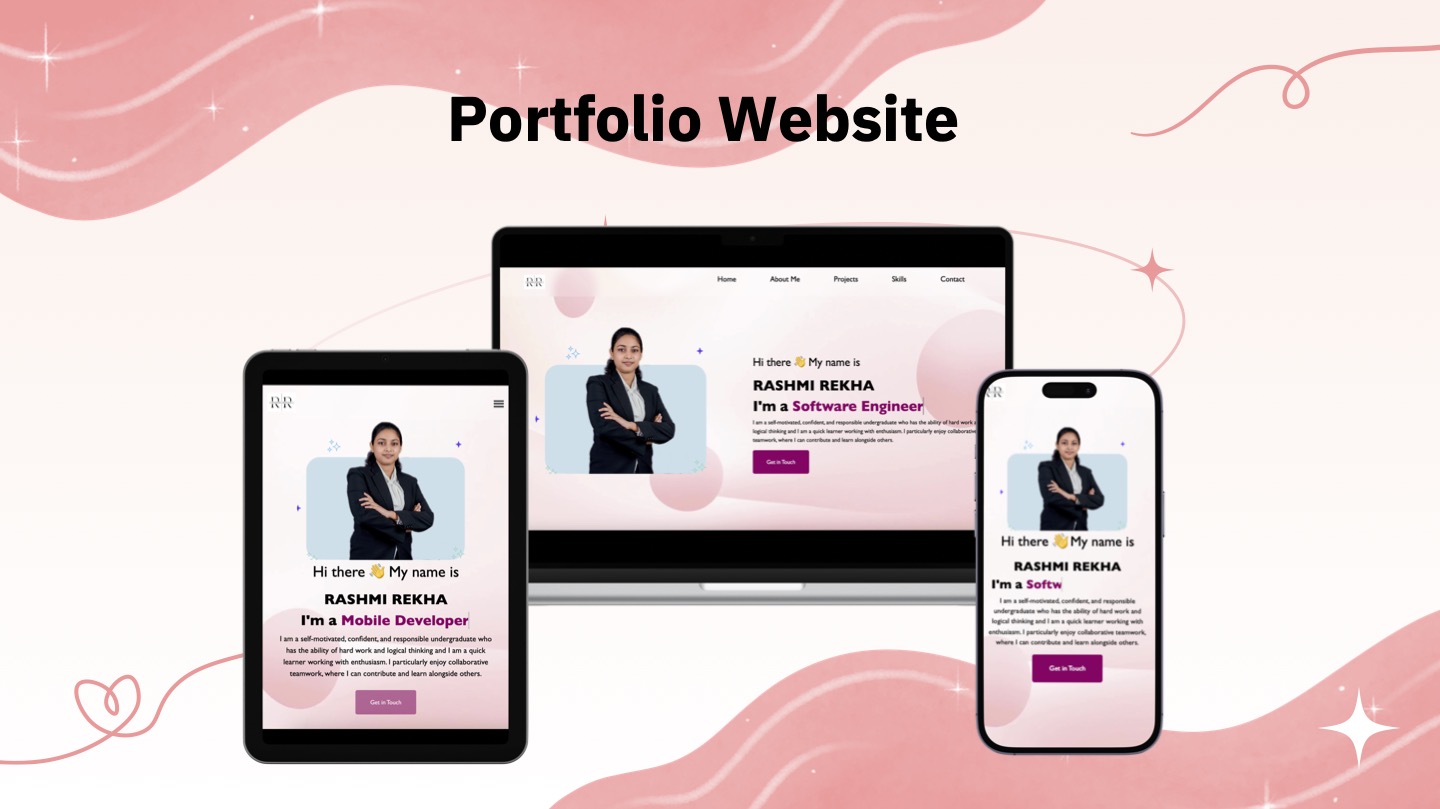 Portfolio Website
RR
Home About Me Projects Skills Contact
Hi there 👋 My name is
RASHMI REKHA
I'm a Software Engineer
I am a self-motivated, confident, and responsible undergraduate who has the ability of hard work a
logical thinking and I am a quick learner working with enthusiasm. I particularly enjoy collaborative
teamwork, where I can contribute and learn alongside others.
Get in Touch
RR
Hi there 👋 My name is
RASHMI REKHA
I'm a Mobile Developer
I am a self-motivated, confident, and responsible undergraduate who
has the ability of hard work and logical thinking and I am a quick
learner working with enthusiasm. I particularly enjoy collaborative
teamwork, where I can contribute and learn alongside others.
Get in Touch
RR
Hi there 👋 My name is
RASHMI REKHA
I'm a Softw
I am a self-motivated, confident, and responsible
undergraduate who has the ability of hard work and
logical thinking and I am a quick learner working with
enthusiasm. I particularly enjoy collaborative teamwork,
where I can contribute and learn alongside others.
Get in Touch